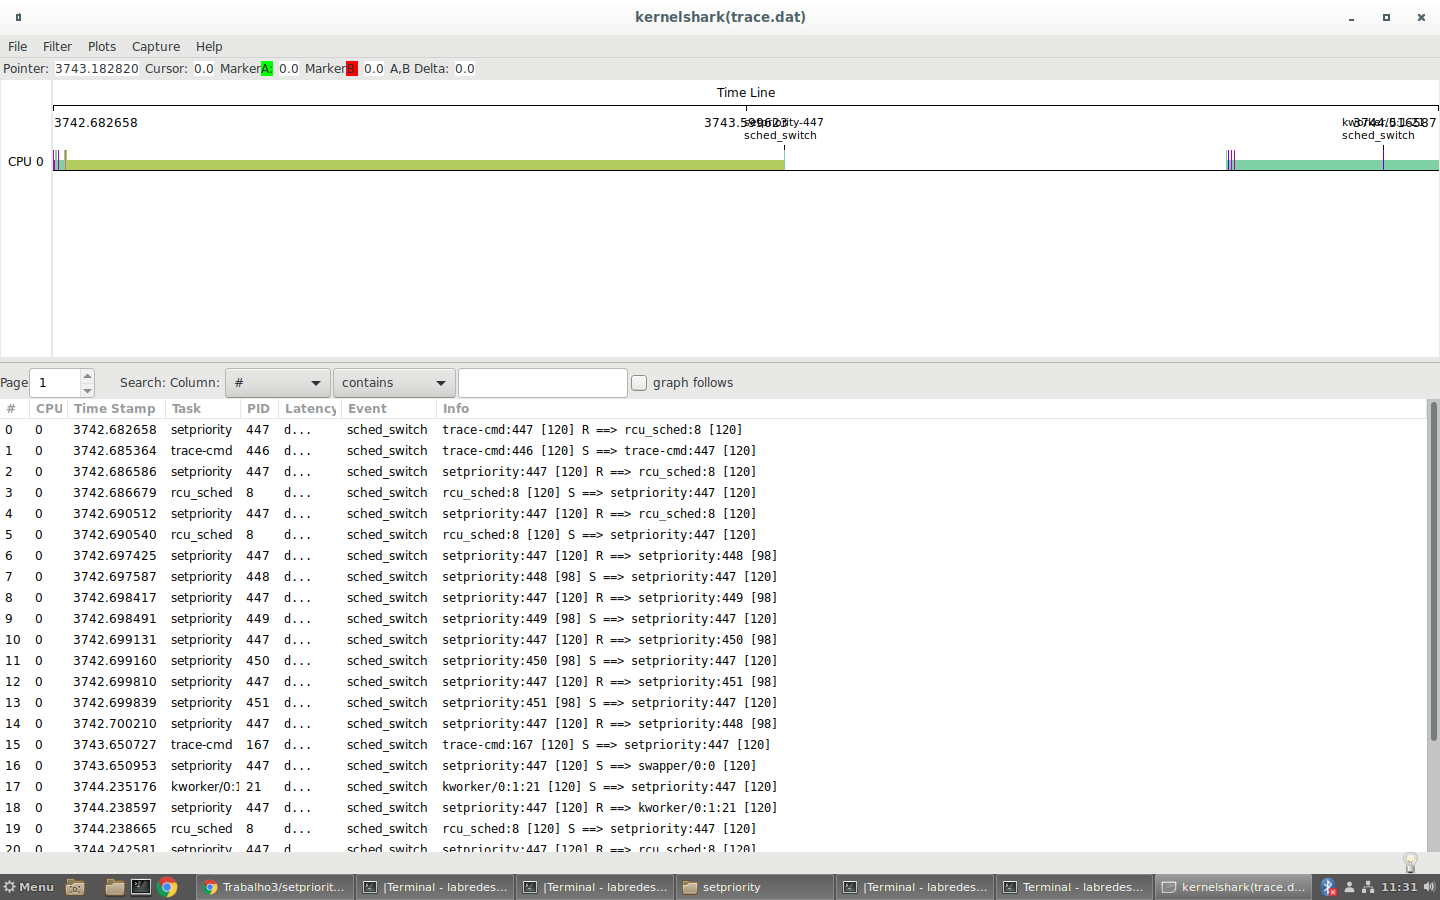 kernelshark(trace.dat)
File Filter Plots Capture Help
Pointer: 3743.182820 Cursor: 0.0 MarkerA: 0.0 MarkerB: 0.0 A,B Delta: 0.0
Time Line
3742.682658
sched_switch sched_switch
CPU 0
Page 1 Search: Column: # contains graph follows
# CPU Time Stamp Task PID Latency Event Info
0 0 3742.682658 setpriority 447 d... sched_switch trace-cmd:447 [120] R ==> rcu_sched:8 [120]
1 0 3742.685364 trace-cmd 446 d... sched_switch trace-cmd:446 [120] S ==> trace-cmd:447 [120]
2 0 3742.686586 setpriority 447 d... sched_switch setpriority:447 [120] R ==> rcu_sched:8 [120]
3 0 3742.686679 rcu_sched 8 d... sched_switch rcu_sched:8 [120] S ==> setpriority:447 [120]
4 0 3742.690512 setpriority 447 d... sched_switch setpriority:447 [120] R ==> rcu_sched:8 [120]
5 0 3742.690540 rcu_sched 8 d... sched_switch rcu_sched:8 [120] S ==> setpriority:447 [120]
6 0 3742.697425 setpriority 447 d... sched_switch setpriority:447 [120] R ==> setpriority:448 [98]
7 0 3742.697587 setpriority 448 d... sched_switch setpriority:448 [98] S ==> setpriority:447 [120]
8 0 3742.698417 setpriority 447 d... sched_switch setpriority:447 [120] R ==> setpriority:449 [98]
9 0 3742.698491 setpriority 449 d... sched_switch setpriority:449 [98] S ==> setpriority:447 [120]
10 0 3742.699131 setpriority 447 d... sched_switch setpriority:447 [120] R ==> setpriority:450 [98]
11 0 3742.699160 setpriority 450 d... sched_switch setpriority:450 [98] S ==> setpriority:447 [120]
12 0 3742.699810 setpriority 447 d... sched_switch setpriority:447 [120] R ==> setpriority:451 [98]
13 0 3742.699839 setpriority 451 d... sched_switch setpriority:451 [98] S ==> setpriority:447 [120]
14 0 3742.700210 setpriority 447 d... sched_switch setpriority:447 [120] R ==> setpriority:448 [98]
15 0 3743.650727 trace-cmd 167 d... sched_switch trace-cmd:167 [120] S ==> setpriority:447 [120]
16 0 3743.650953 setpriority 447 d... sched_switch setpriority:447 [120] S ==> swapper/0:0 [120]
17 0 3744.235176 kworker/0:1 21 d... sched_switch kworker/0:1:21 [120] S ==> setpriority:447 [120]
18 0 3744.238597 setpriority 447 d... sched_switch setpriority:447 [120] R ==> kworker/0:1:21 [120]
19 0 3744.238665 rcu_sched 8 d... sched_switch rcu_sched:8 [120] S ==> setpriority:447 [120]
20 0 3744.242581 setpriority 447 d... sched_switch setpriority:447 [120] R ==> rcu_sched:8 [120]
Menu Trabalho3/setpriorit... |Terminal - labredes... |Terminal - labredes... setpriority |Terminal - labredes... Terminal - labredes... kernelshark(trace.d... 11:31